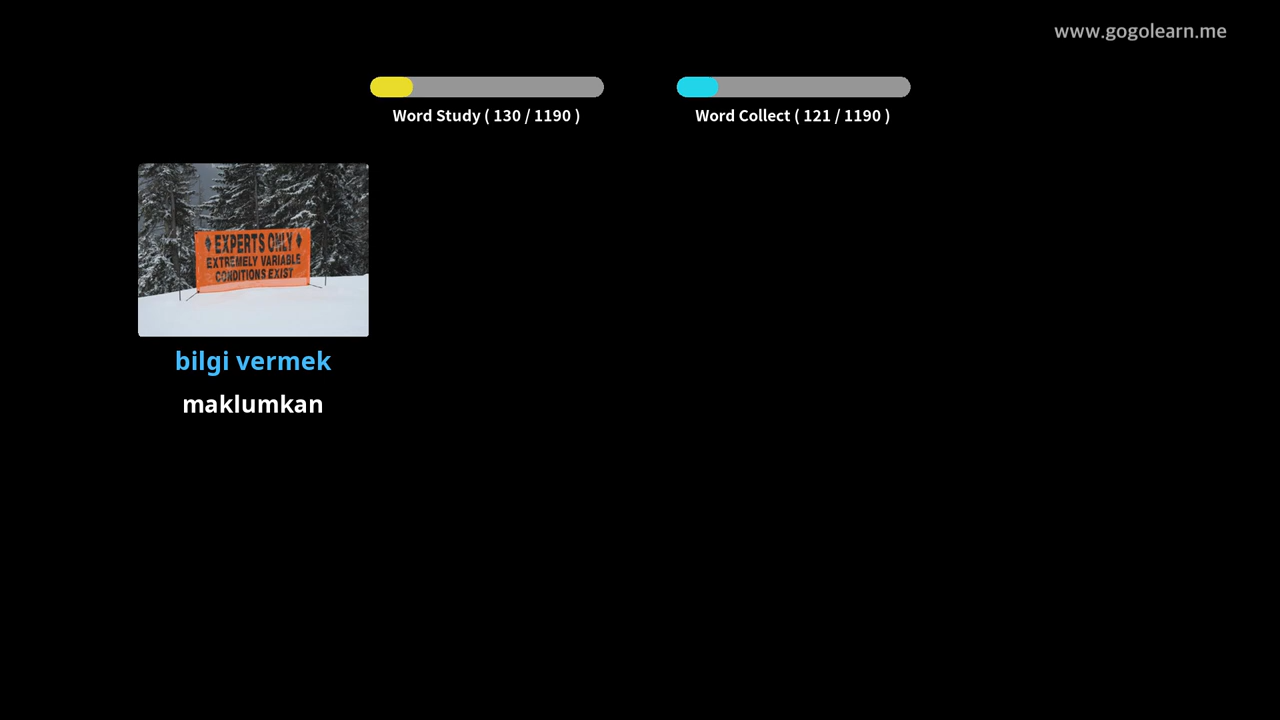 www.gogolearn.me
Word Study ( 130 / 1190 )
Word Collect ( 121 / 1190 )
EXPERTS ONLY
EXTREMELY VARIABLE
CONDITIONS EXIST
bilgi vermek
maklumkan